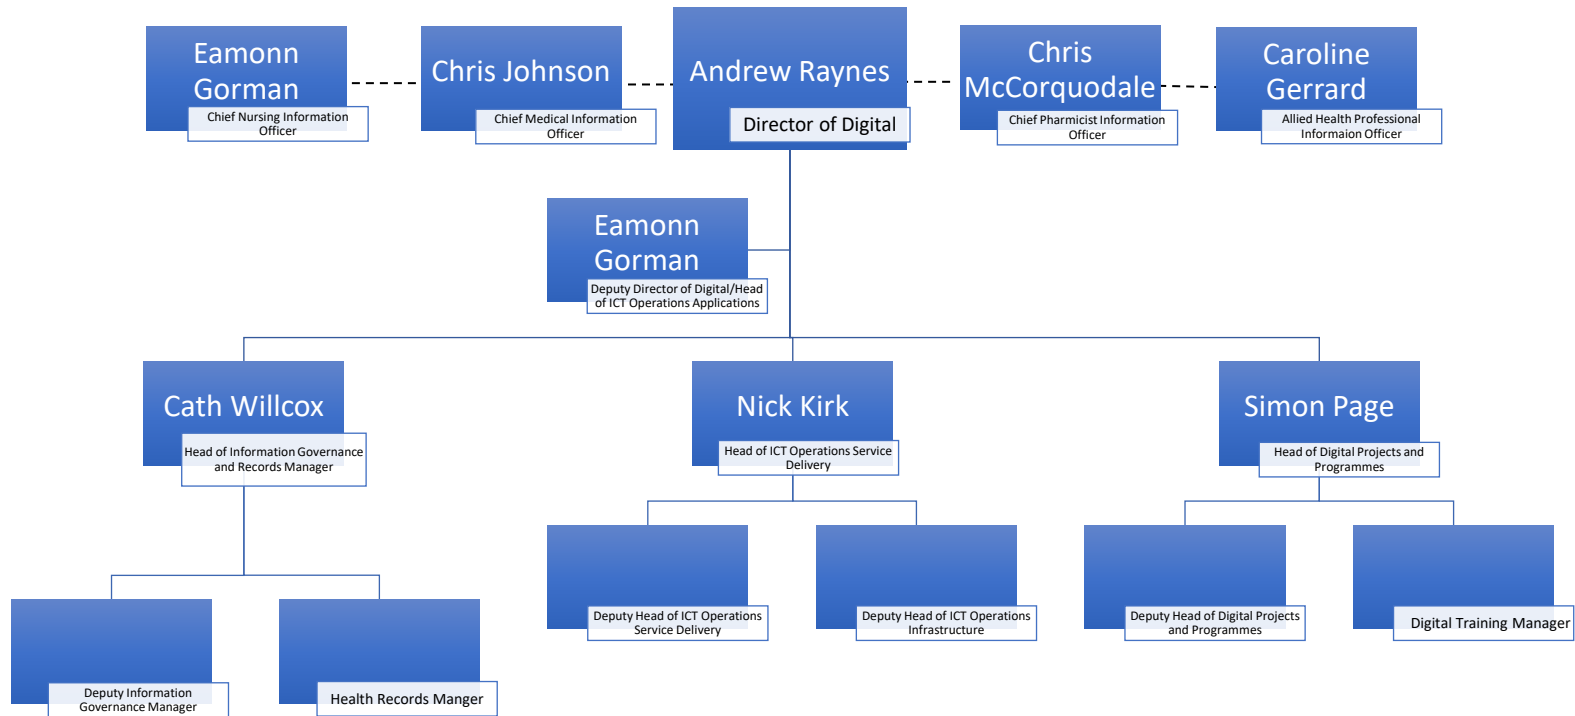 Eamonn
Gorman
Chief Nursing Information
Officer
Chris Johnson
Chief Medical Information
Officer
Andrew Raynes
Director of Digital
Chris
McCorquodale
Chief Pharmicist Information
Officer
Caroline
Gerrard
Allied Health Professional
Informaion Officer
Eamonn
Gorman
Deputy Director of Digital/Head
of ICT Operations Applications
Cath Willcox
Head of Information Governance
and Records Manager
Nick Kirk
Head of ICT Operations Service
Delivery
Simon Page
Head of Digital Projects and
Programmes
Deputy Information
Governance Manager
Health Records Manger
Deputy Head of ICT Operations
Service Delivery
Deputy Head of ICT Operations
Infrastructure
Deputy Head of Digital Projects
and Programmes
Digital Training Manager